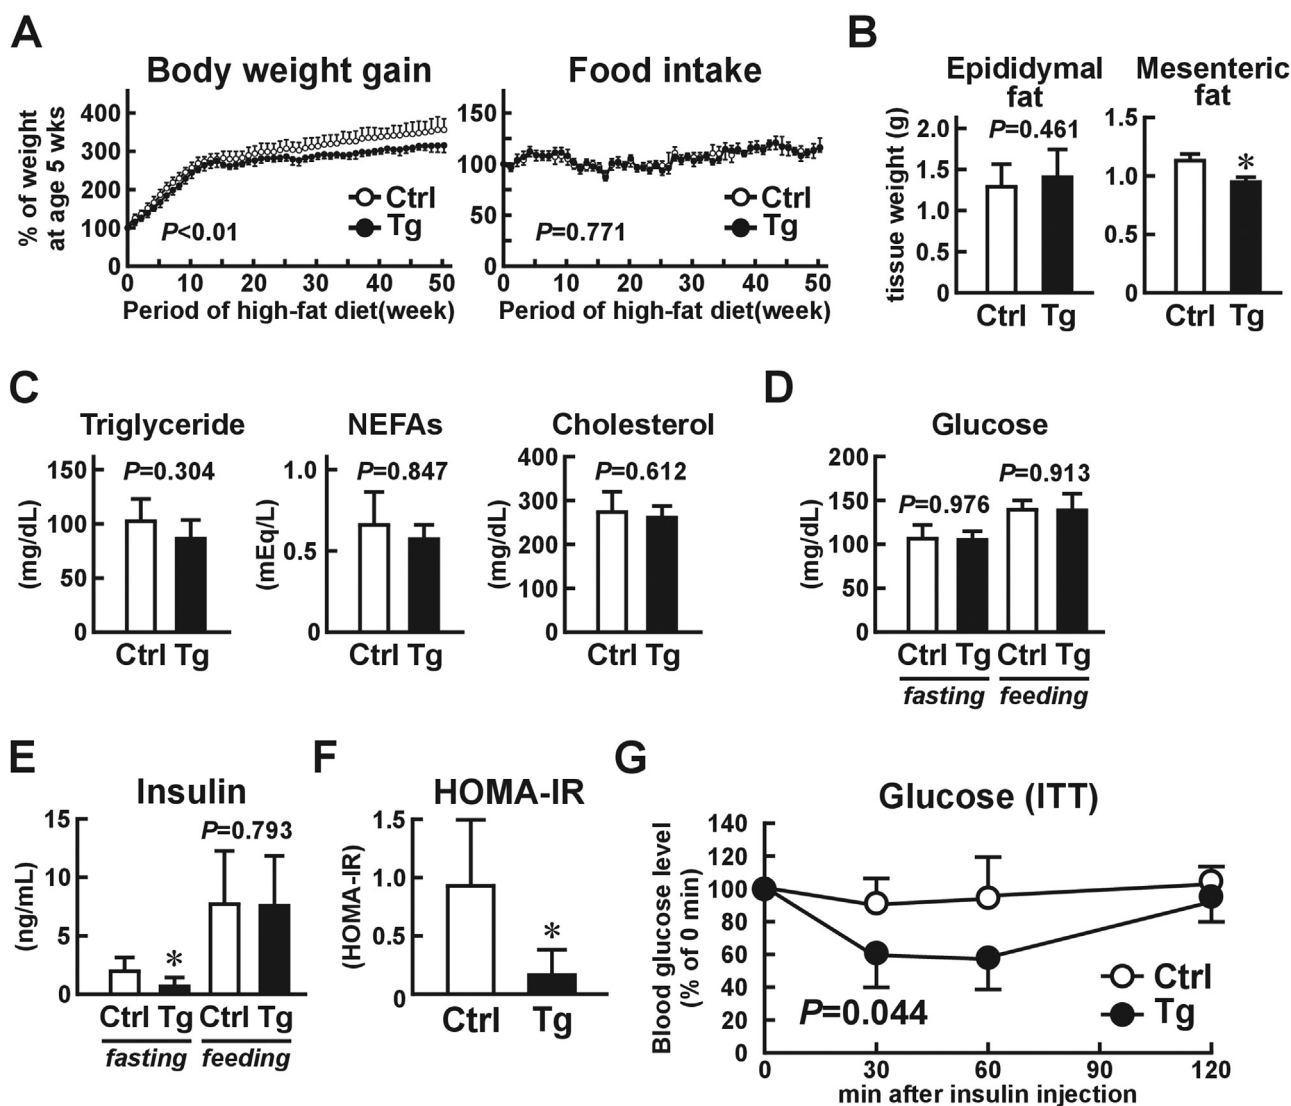 A
Body weight gain
% of weight
at age 5 wks
400
300
200
100
0
P<0.01
Ctrl
Tg
0 10 20 30 40 50
Period of high-fat diet(week)
Food intake
150
100
50
0
P=0.771
Ctrl
Tg
0 10 20 30 40 50
Period of high-fat diet(week)
B
Epididymal
fat
tissue weight (g)
2.0
1.5
1.0
0.5
0
P=0.461
Ctrl Tg
Mesenteric
fat
1.5
1.0
0.5
0
*
Ctrl Tg
C
Triglyceride
(mg/dL)
150
100
50
0
P=0.304
Ctrl Tg
NEFAs
(mEq/L)
1.0
0.5
0
P=0.847
Ctrl Tg
Cholesterol
(mg/dL)
400
300
200
100
0
P=0.612
Ctrl Tg
D
Glucose
(mg/dL)
200
150
100
50
0
P=0.976
P=0.913
Ctrl Tg Ctrl Tg
fasting feeding
E
Insulin
(ng/mL)
15
10
5
0
P=0.793
*
Ctrl Tg Ctrl Tg
fasting feeding
F
HOMA-IR
(HOMA-IR)
1.5
1.0
0.5
0
*
Ctrl Tg
G
Glucose (ITT)
Blood glucose level
(% of 0 min)
140
120
100
80
60
40
20
0
P=0.044
Ctrl
Tg
0 30 60 90 120
min after insulin injection